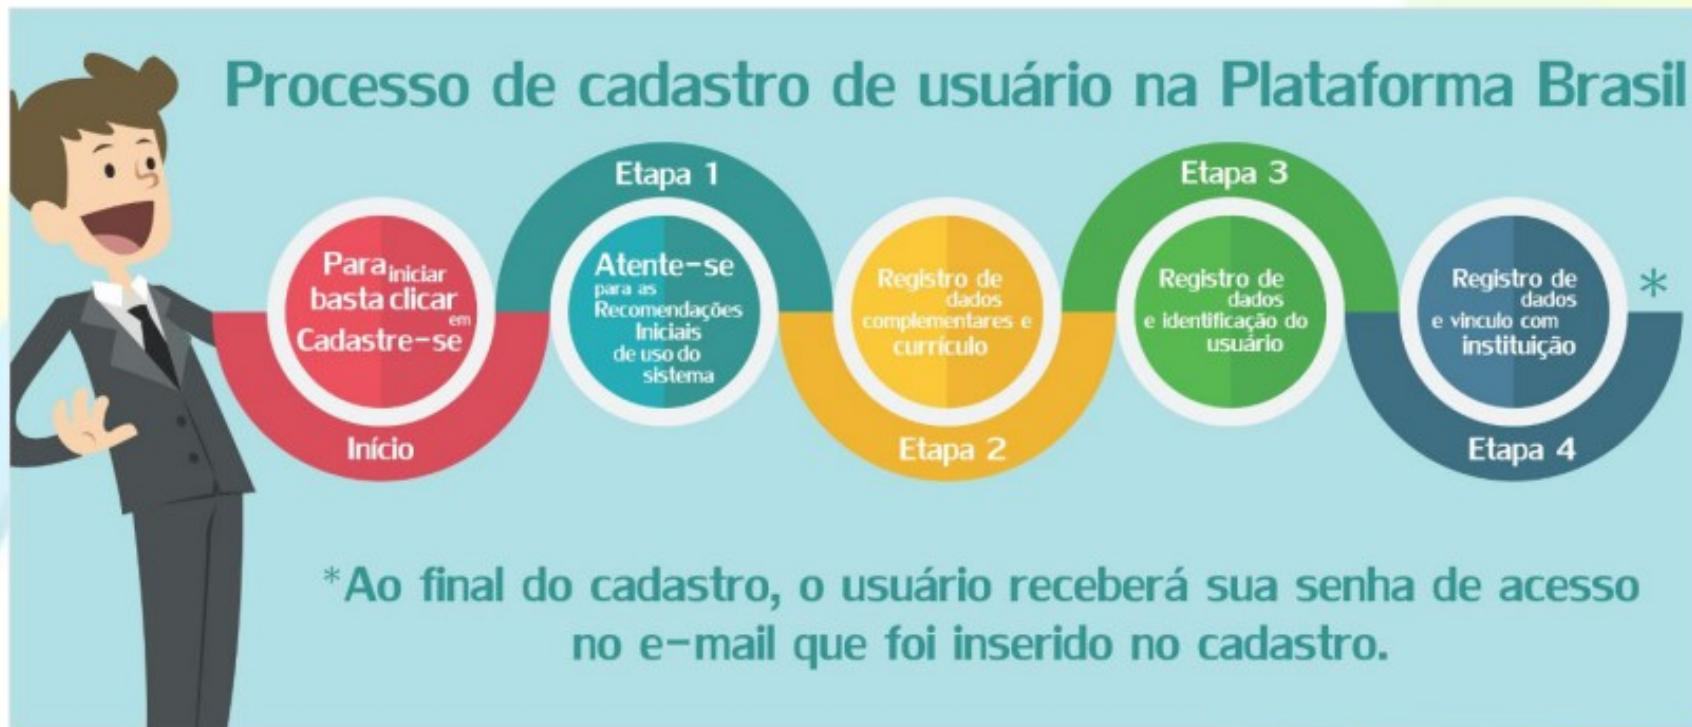 Processo de cadastro de usuário na Plataforma Brasil
Para iniciar
basta clicar
em
Cadastre-se
Início
Etapa 1
Atente-se
para as
Recomendações
Iniciais
de uso do
sistema
Registro de
dados
complementares e
currículo
Etapa 2
Etapa 3
Registro de
dados
e identificação do
usuário
Registro de
dados
e vinculo com
instituição
*
Etapa 4
*Ao final do cadastro, o usuário receberá sua senha de acesso
no e-mail que foi inserido no cadastro.